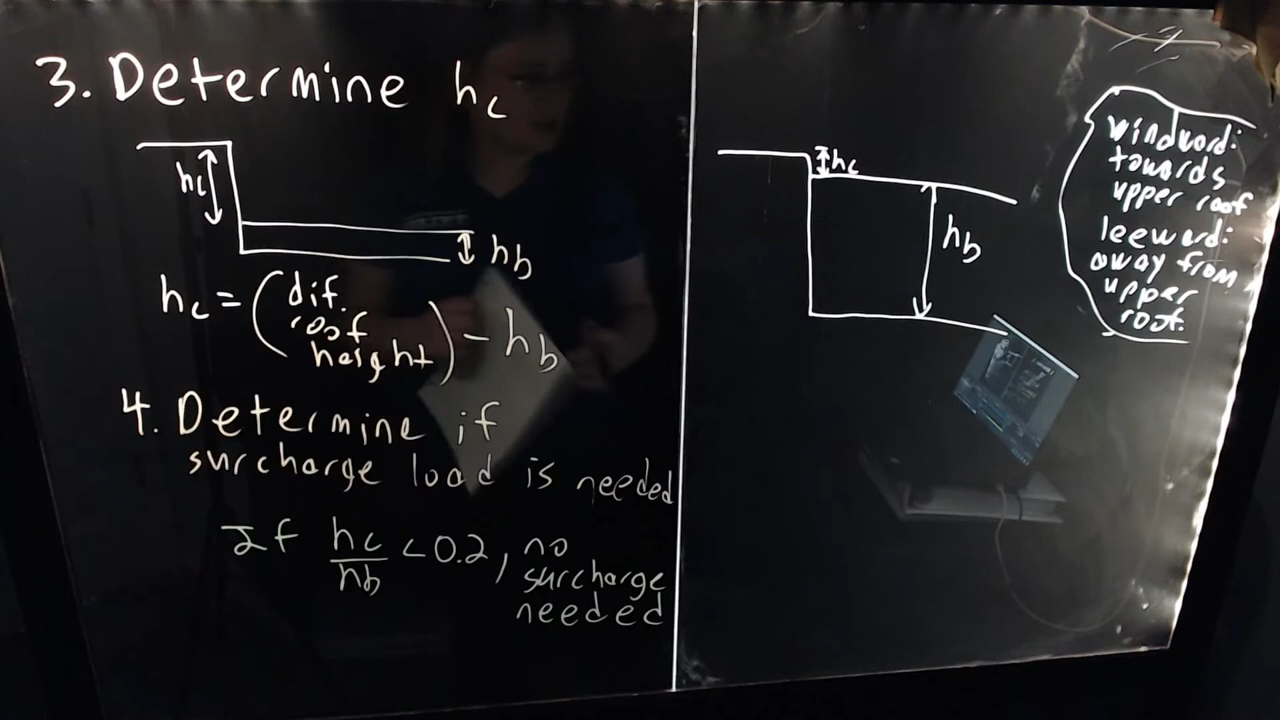 3. Determine hc
hc
hb
hc = (dif. roof height) - hb
4. Determine if
surcharge load is needed
If hc/hb < 0.2, no
surcharge
needed
hc
hb
windward:
towards
upper roof
leeward:
away from
upper
roof.